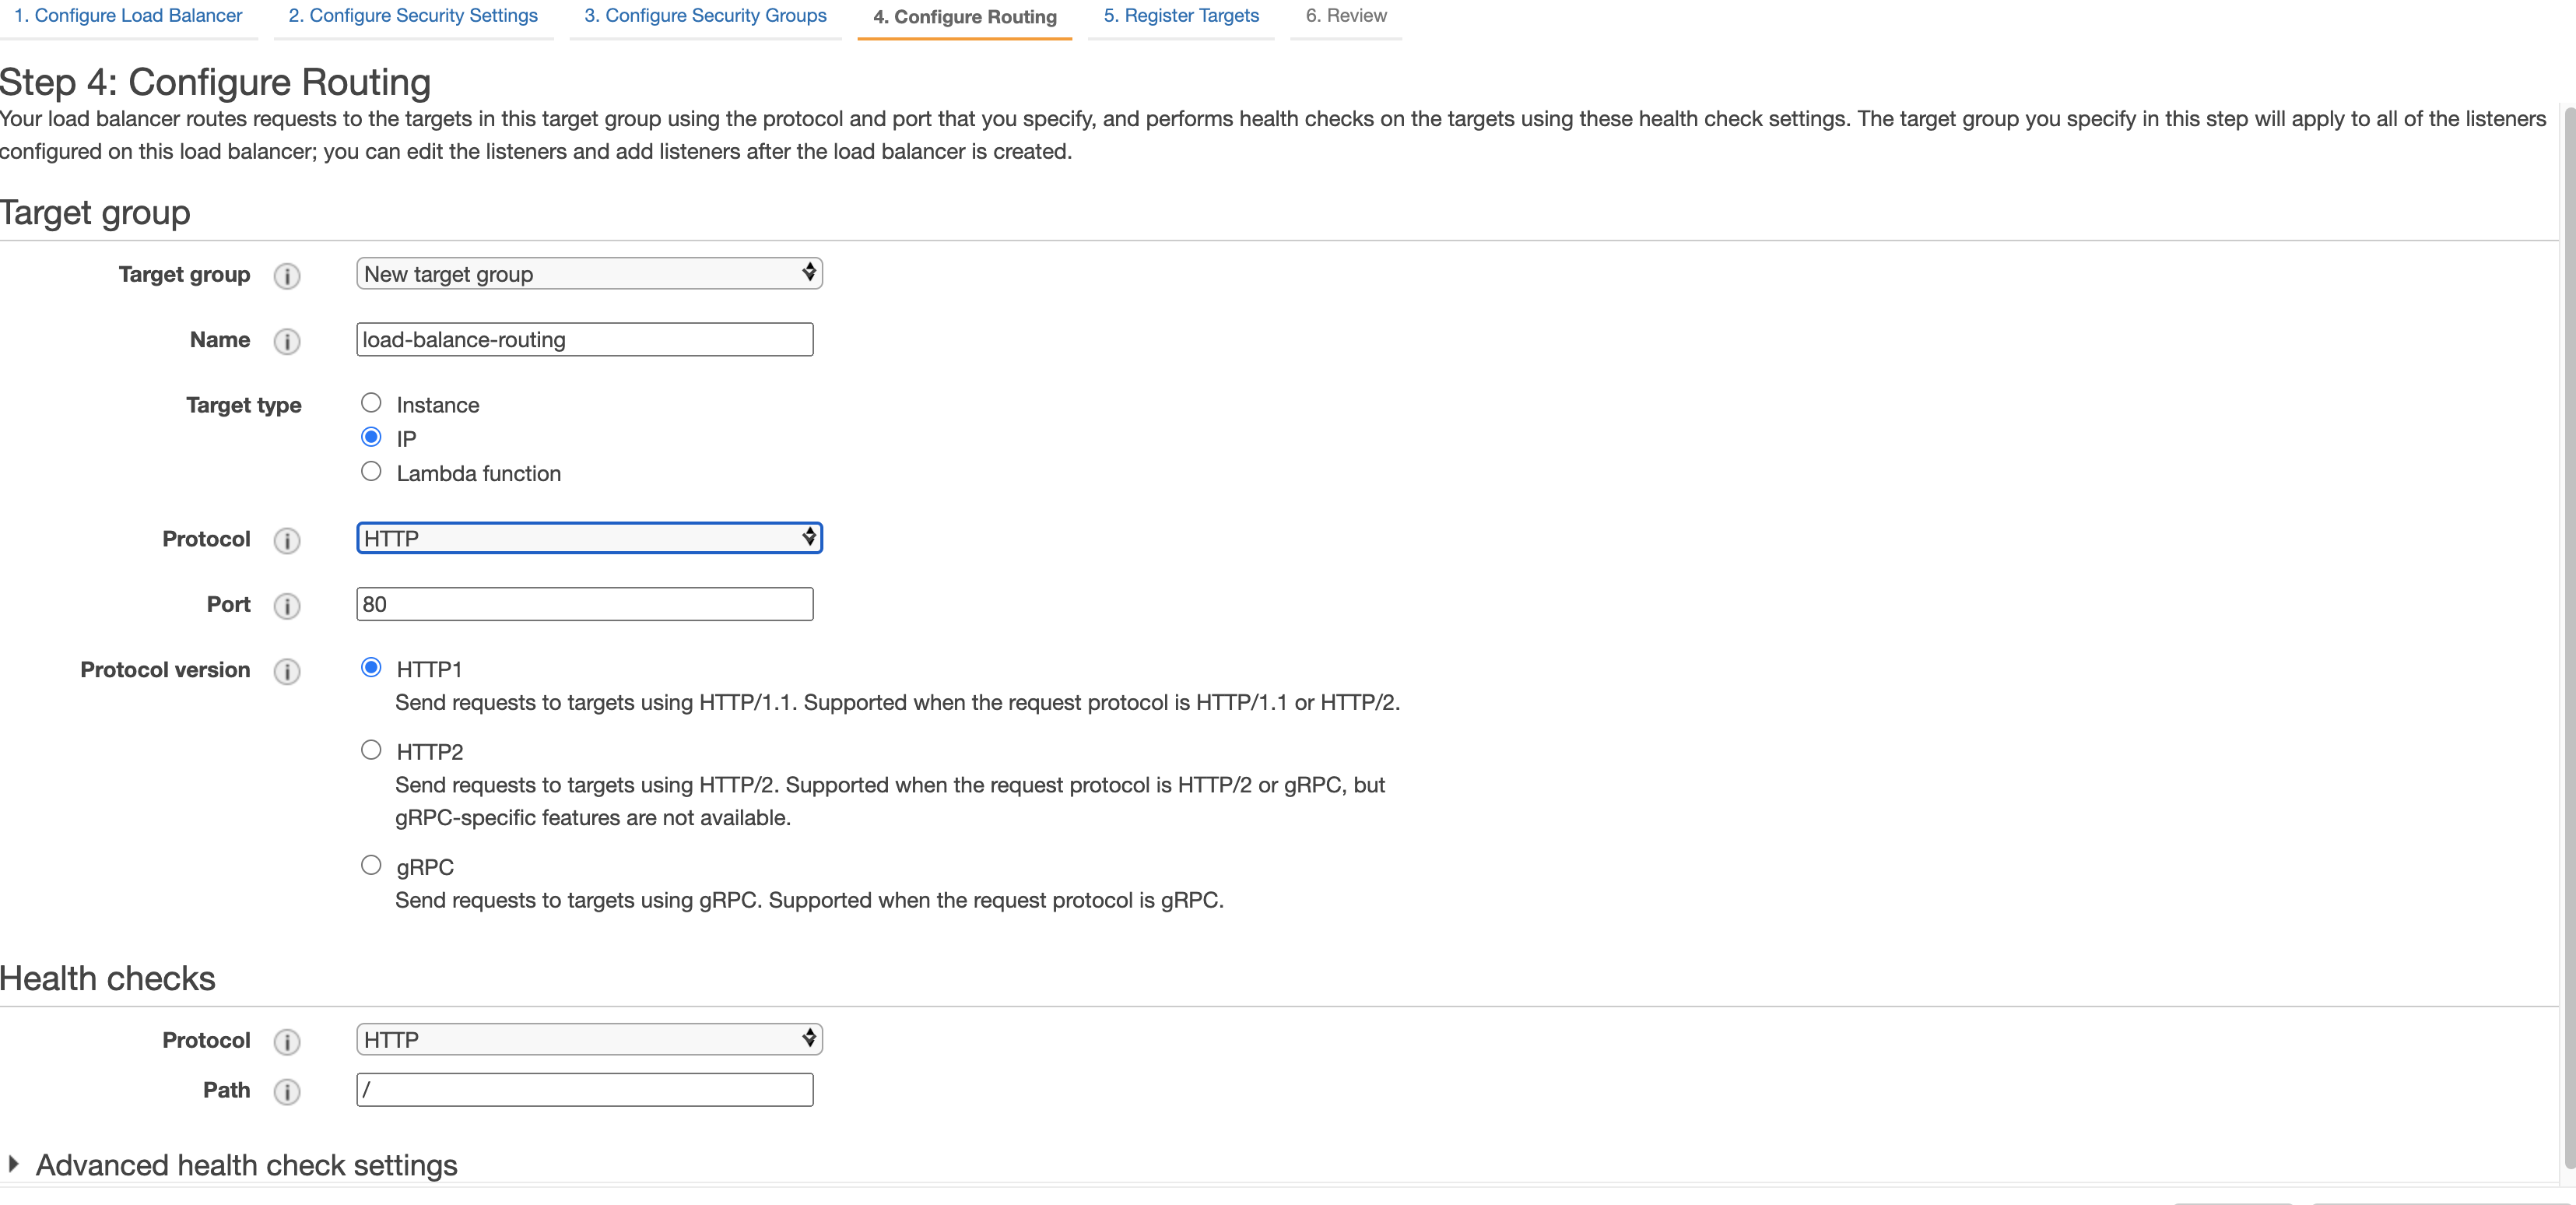 1. Configure Load Balancer 2. Configure Security Settings 3. Configure Security Groups 4. Configure Routing 5. Register Targets 6. Review
Step 4: Configure Routing
Your load balancer routes requests to the targets in this target group using the protocol and port that you specify, and performs health checks on the targets using these health check settings. The target group you specify in this step will apply to all of the listeners
configured on this load balancer; you can edit the listeners and add listeners after the load balancer is created.
Target group
Target group i New target group
Name i load-balance-routing
Target type Instance
IP
Lambda function
Protocol i HTTP
Port i 80
Protocol version i HTTP1
Send requests to targets using HTTP/1.1. Supported when the request protocol is HTTP/1.1 or HTTP/2.
HTTP2
Send requests to targets using HTTP/2. Supported when the request protocol is HTTP/2 or gRPC, but
gRPC-specific features are not available.
gRPC
Send requests to targets using gRPC. Supported when the request protocol is gRPC.
Health checks
Protocol i HTTP
Path i /
Advanced health check settings